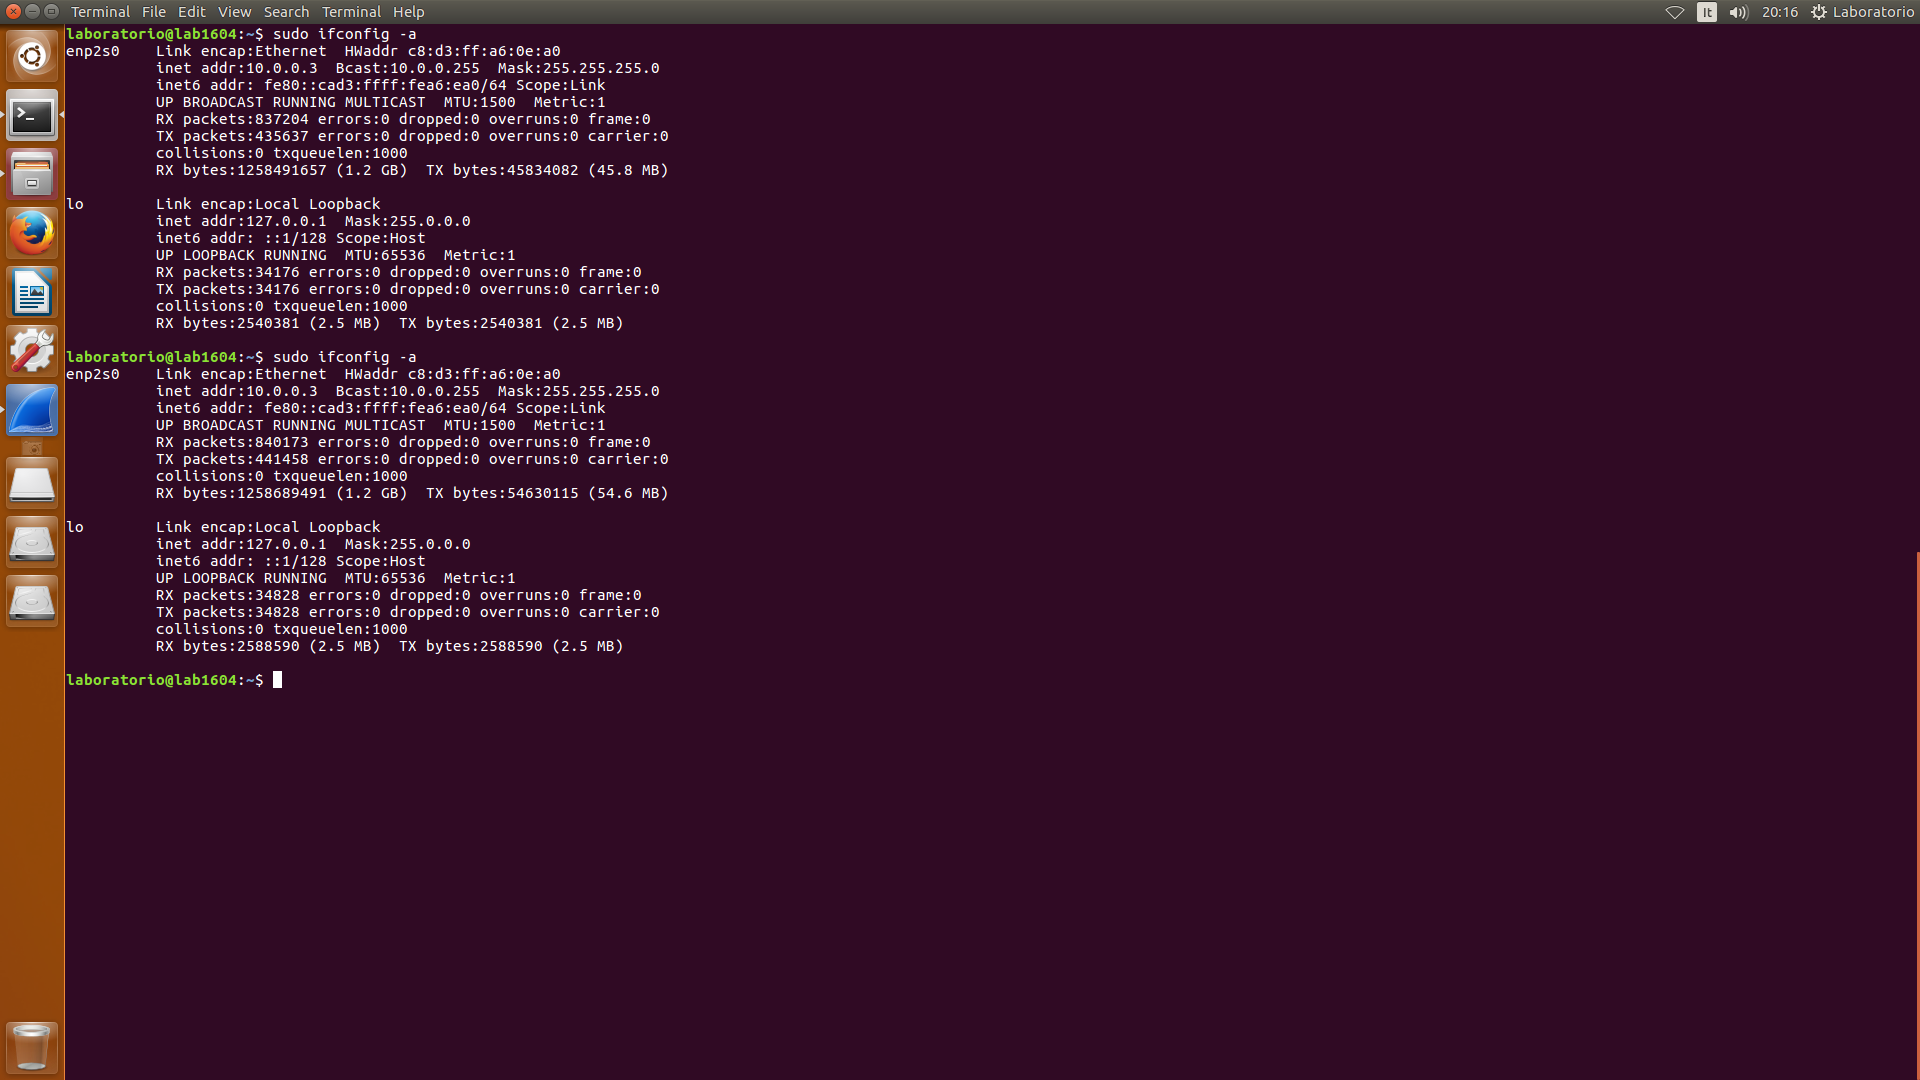 Terminal File Edit View Search Terminal Help It 20:16 Laboratorio
laboratorio@lab1604:~$ sudo ifconfig -a
enp2s0    Link encap:Ethernet  HWaddr c8:d3:ff:a6:0e:a0
          inet addr:10.0.0.3  Bcast:10.0.0.255  Mask:255.255.255.0
          inet6 addr: fe80::cad3:ffff:fea6:ea0/64 Scope:Link
          UP BROADCAST RUNNING MULTICAST  MTU:1500  Metric:1
          RX packets:837204 errors:0 dropped:0 overruns:0 frame:0
          TX packets:435637 errors:0 dropped:0 overruns:0 carrier:0
          collisions:0 txqueuelen:1000
          RX bytes:1258491657 (1.2 GB)  TX bytes:45834082 (45.8 MB)

lo        Link encap:Local Loopback
          inet addr:127.0.0.1  Mask:255.0.0.0
          inet6 addr: ::1/128 Scope:Host
          UP LOOPBACK RUNNING  MTU:65536  Metric:1
          RX packets:34176 errors:0 dropped:0 overruns:0 frame:0
          TX packets:34176 errors:0 dropped:0 overruns:0 carrier:0
          collisions:0 txqueuelen:1000
          RX bytes:2540381 (2.5 MB)  TX bytes:2540381 (2.5 MB)

laboratorio@lab1604:~$ sudo ifconfig -a
enp2s0    Link encap:Ethernet  HWaddr c8:d3:ff:a6:0e:a0
          inet addr:10.0.0.3  Bcast:10.0.0.255  Mask:255.255.255.0
          inet6 addr: fe80::cad3:ffff:fea6:ea0/64 Scope:Link
          UP BROADCAST RUNNING MULTICAST  MTU:1500  Metric:1
          RX packets:840173 errors:0 dropped:0 overruns:0 frame:0
          TX packets:441458 errors:0 dropped:0 overruns:0 carrier:0
          collisions:0 txqueuelen:1000
          RX bytes:1258689491 (1.2 GB)  TX bytes:54630115 (54.6 MB)

lo        Link encap:Local Loopback
          inet addr:127.0.0.1  Mask:255.0.0.0
          inet6 addr: ::1/128 Scope:Host
          UP LOOPBACK RUNNING  MTU:65536  Metric:1
          RX packets:34828 errors:0 dropped:0 overruns:0 frame:0
          TX packets:34828 errors:0 dropped:0 overruns:0 carrier:0
          collisions:0 txqueuelen:1000
          RX bytes:2588590 (2.5 MB)  TX bytes:2588590 (2.5 MB)

laboratorio@lab1604:~$